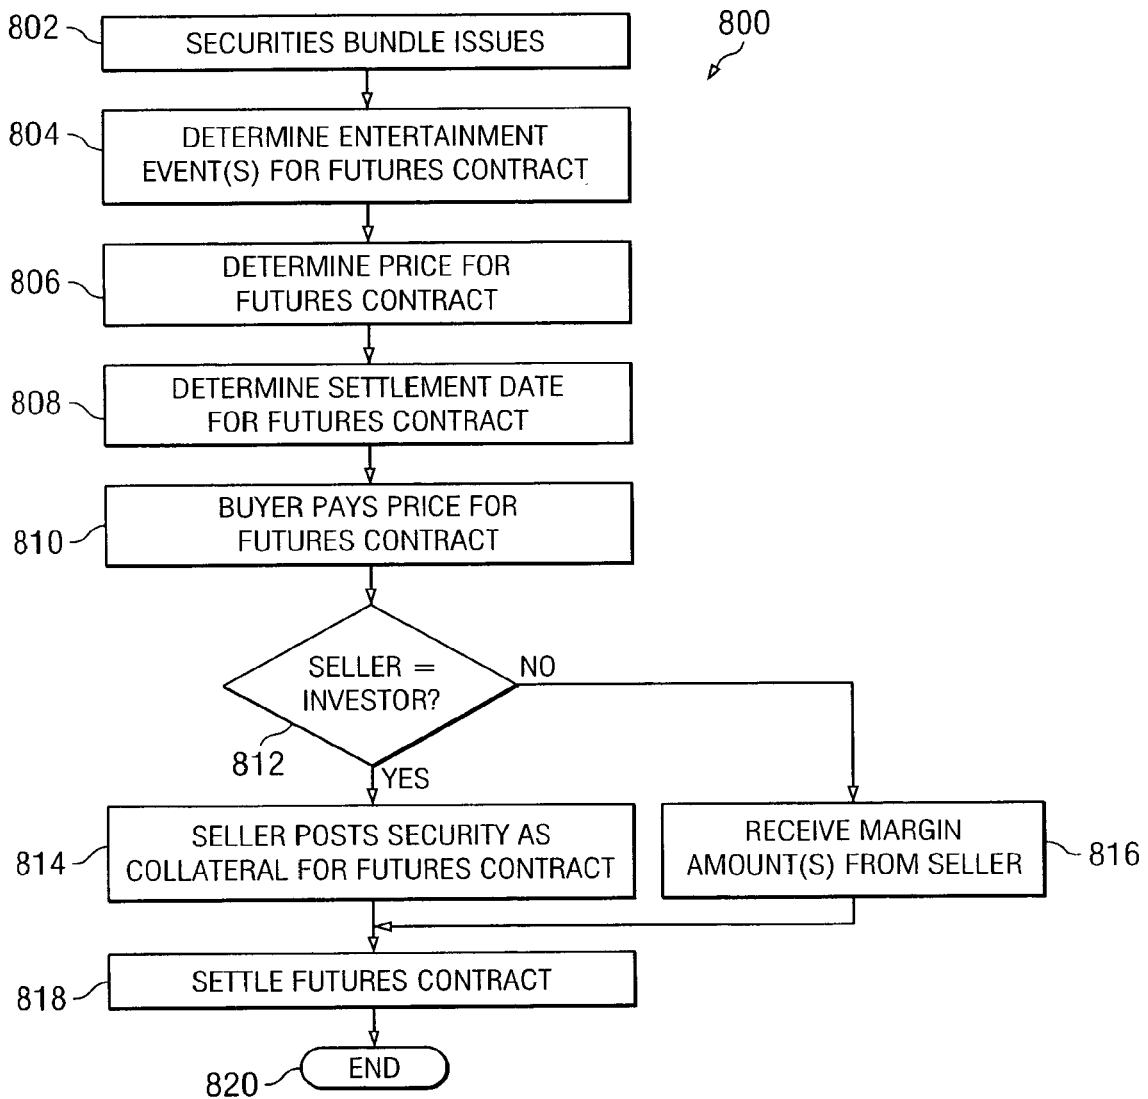 800
802
SECURITIES BUNDLE ISSUES
804
DETERMINE ENTERTAINMENT
EVENT(S) FOR FUTURES CONTRACT
806
DETERMINE PRICE FOR
FUTURES CONTRACT
808
DETERMINE SETTLEMENT DATE
FOR FUTURES CONTRACT
810
BUYER PAYS PRICE FOR
FUTURES CONTRACT
SELLER =
INVESTOR?
812
NO
YES
814
SELLER POSTS SECURITY AS
COLLATERAL FOR FUTURES CONTRACT
RECEIVE MARGIN
AMOUNT(S) FROM SELLER
816
818
SETTLE FUTURES CONTRACT
820
END